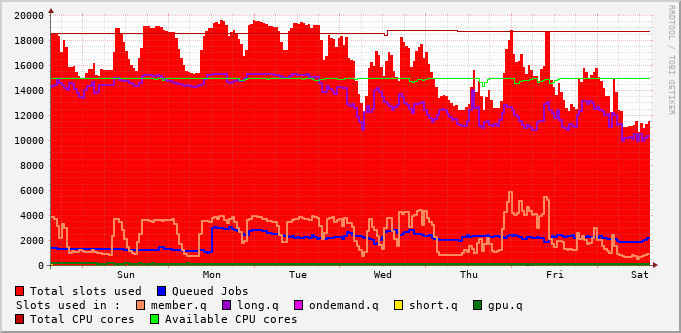 20000
18000
16000
14000
12000
10000
8000
6000
4000
2000
0
Sun Mon Tue Wed Thu Fri Sat
RRDTOOL / TOBI OETIKER
Total slots used Queued Jobs
Slots used in : member.q long.q ondemand.q short.q gpu.q
Total CPU cores Available CPU cores